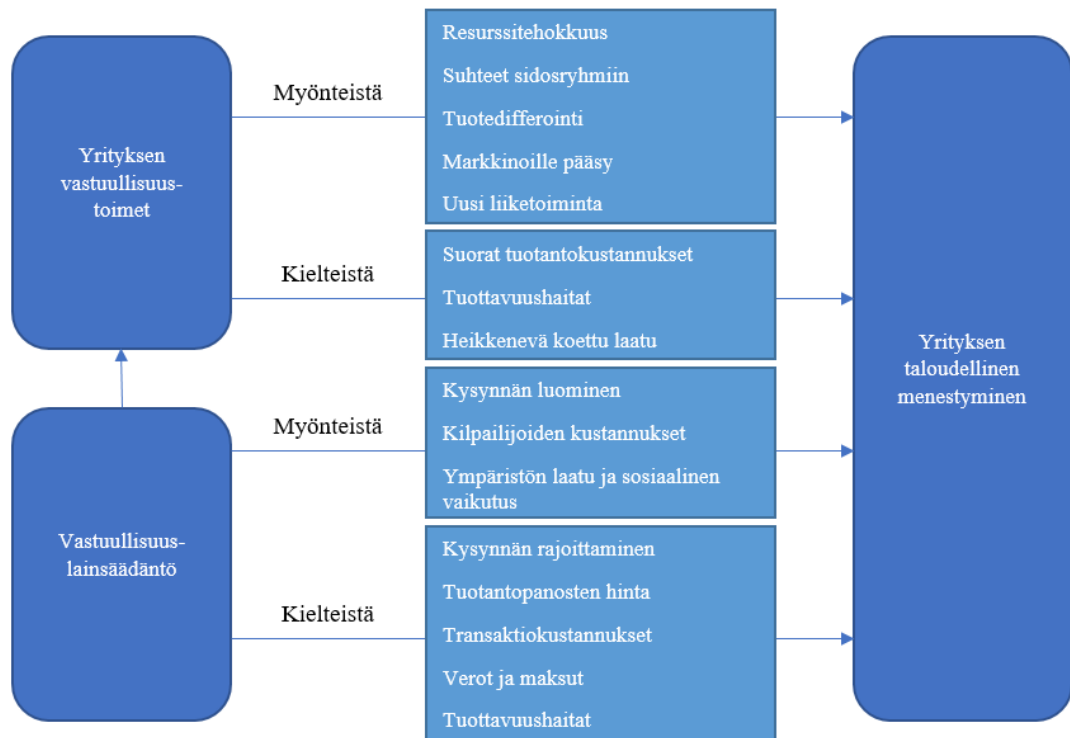 Yrityksen
vastuullisuus-
toimet
Myönteistä
Resurssitehokkuus
Suhteet sidosryhmiin
Tuotedifferointi
Markkinoille pääsy
Uusi liiketoiminta
Kielteistä
Suorat tuotantokustannukset
Tuottavuushaitat
Heikkenevä koettu laatu
Vastuullisuus-
lainsäädäntö
Myönteistä
Kysynnän luominen
Kilpailijoiden kustannukset
Ympäristön laatu ja sosiaalinen
vaikutus
Kielteistä
Kysynnän rajoittaminen
Tuotantopanosten hinta
Transaktiokustannukset
Verot ja maksut
Tuottavuushaitat
Yrityksen
taloudellinen
menestyminen